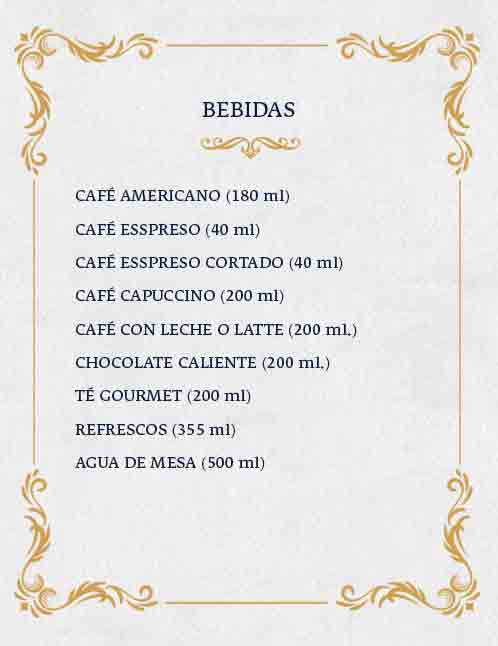 BEBIDAS
CAFÉ AMERICANO (180 ml)
CAFÉ ESSPRESO (40 ml)
CAFÉ ESSPRESO CORTADO (40 ml)
CAFÉ CAPUCCINO (200 ml)
CAFÉ CON LECHE O LATTE (200 ml.)
CHOCOLATE CALIENTE (200 ml.)
TÉ GOURMET (200 ml)
REFRESCOS (355 ml)
AGUA DE MESA (500 ml)